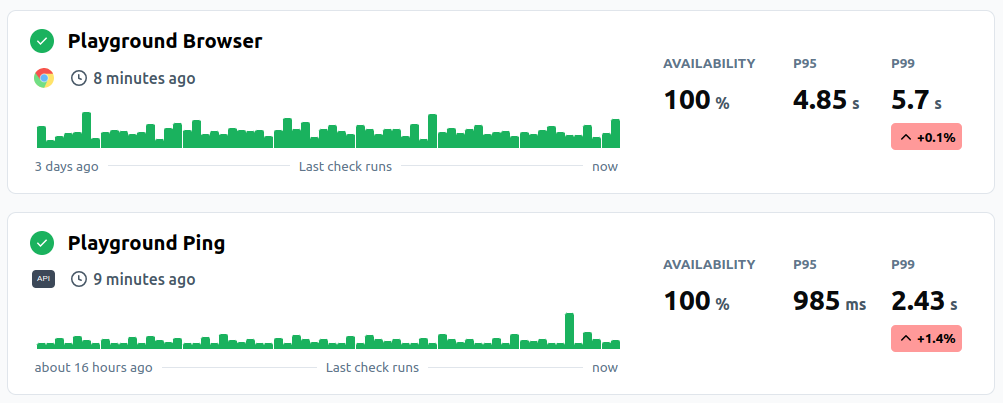 Playground Browser
8 minutes ago
3 days ago Last check runs now
AVAILABILITY P95 P99
100 % 4.85 s 5.7 s
+0.1%
Playground Ping
API 9 minutes ago
about 16 hours ago Last check runs now
AVAILABILITY P95 P99
100 % 985 ms 2.43 s
+1.4%